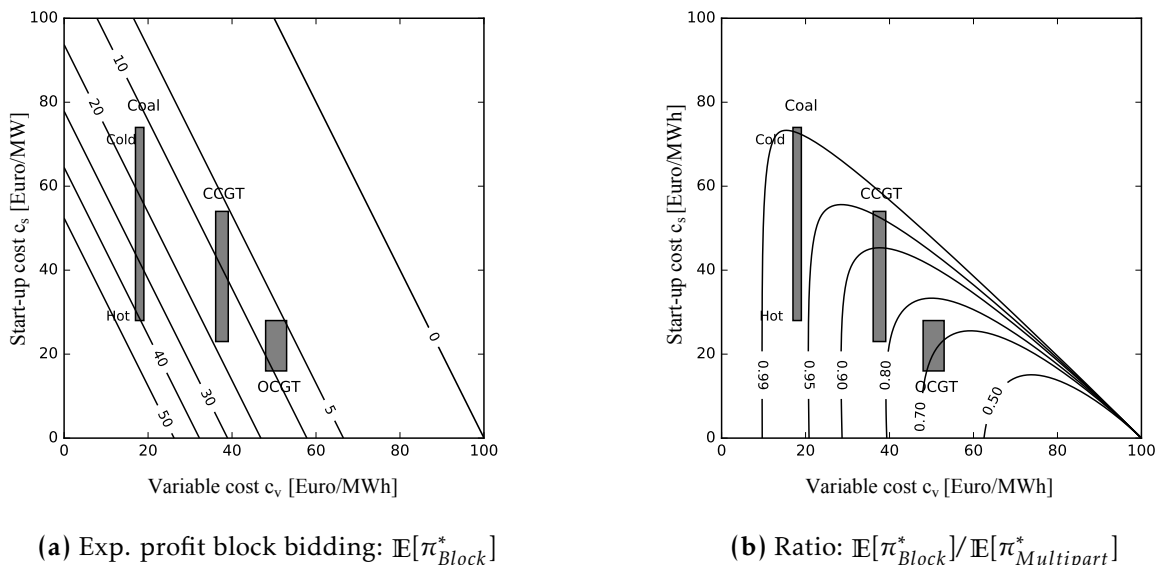 100
80
60
40
20
0
0
20
40
60
80
100
Start-up cost c_s [Euro/MW]
Variable cost c_v [Euro/MWh]
10
20
Coal
Cold
CCGT
Hot
OCGT
50
40
30
5
0
(a) Exp. profit block bidding: 𝔼[π*_Block]
100
80
60
40
20
0
0
20
40
60
80
100
Start-up cost c_s [Euro/MWh]
Variable cost c_v [Euro/MWh]
Coal
Cold
CCGT
Hot
OCGT
0.99
0.95
0.90
0.80
0.70
0.50
(b) Ratio: 𝔼[π*_Block]/𝔼[π*_Multipart]